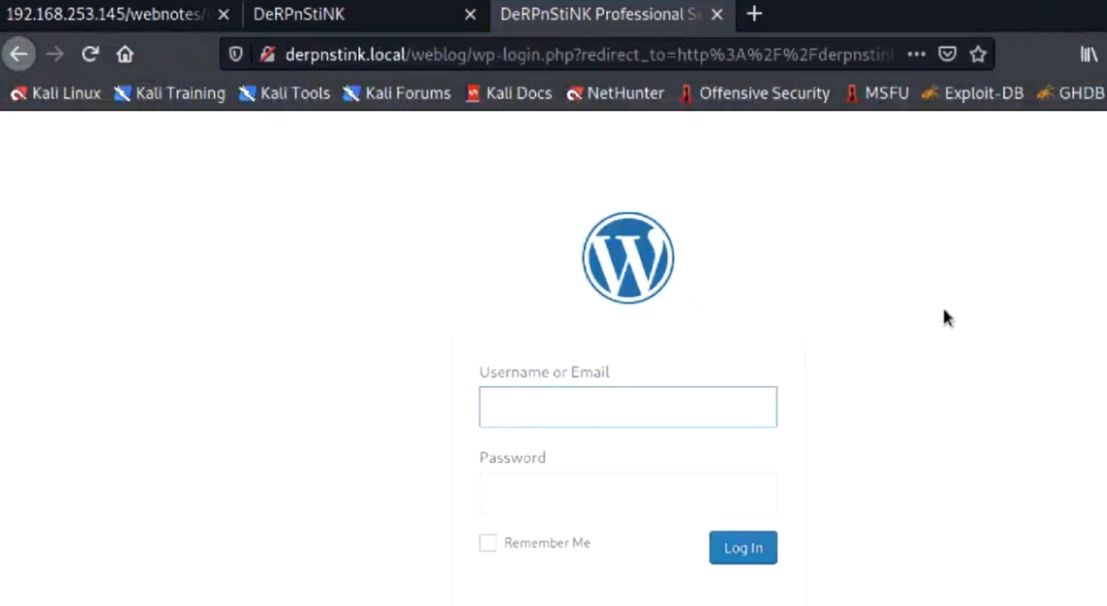 192.168.253.145/webnotes/ DeRPnStiNK DeRPnStiNK Professional Se
derpnstink.local/weblog/wp-login.php?redirect_to=http%3A%2F%2Fderpnstink
Kali Linux Kali Training Kali Tools Kali Forums Kali Docs NetHunter Offensive Security MSFU Exploit-DB GHDB
Username or Email
Password
Remember Me Log In